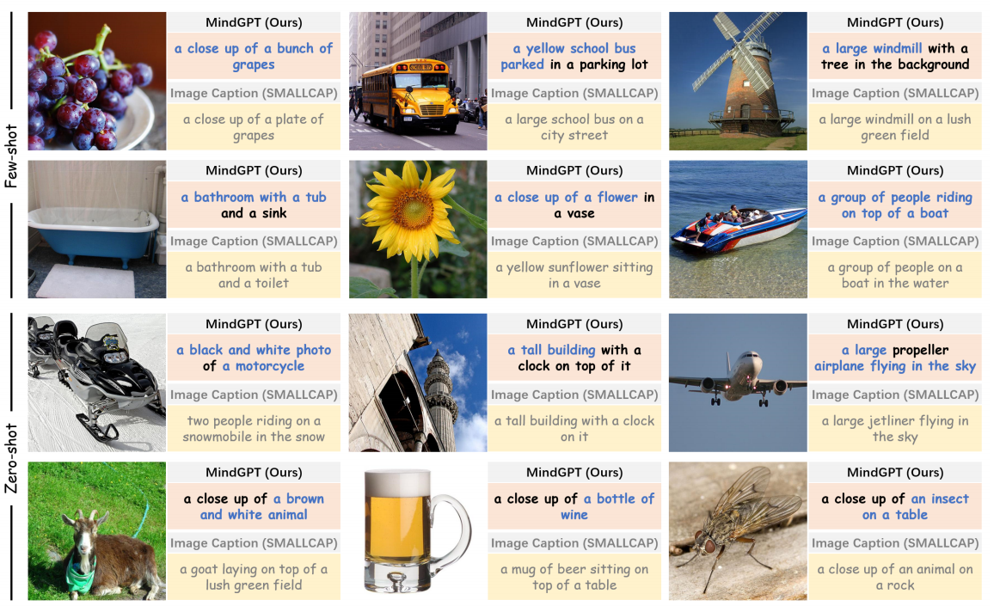 Few-shot
MindGPT (Ours)
a close up of a bunch of
grapes
Image Caption (SMALLCAP)
a close up of a plate of
grapes
SCHOOL BUS
MindGPT (Ours)
a yellow school bus
parked in a parking lot
Image Caption (SMALLCAP)
a large school bus on a
city street
MindGPT (Ours)
a large windmill with a
tree in the background
Image Caption (SMALLCAP)
a large windmill on a lush
green field
MindGPT (Ours)
a bathroom with a tub
and a sink
Image Caption (SMALLCAP)
a bathroom with a tub
and a toilet
MindGPT (Ours)
a close up of a flower in
a vase
Image Caption (SMALLCAP)
a yellow sunflower sitting
in a vase
MindGPT (Ours)
a group of people riding
on top of a boat
Image Caption (SMALLCAP)
a group of people on a
boat in the water
Zero-shot
MindGPT (Ours)
a black and white photo
of a motorcycle
Image Caption (SMALLCAP)
two people riding on a
snowmobile in the snow
MindGPT (Ours)
a tall building with a
clock on top of it
Image Caption (SMALLCAP)
a tall building with a clock
on it
MindGPT (Ours)
a large propeller
airplane flying in the sky
Image Caption (SMALLCAP)
a large jetliner flying in
the sky
MindGPT (Ours)
a close up of a brown
and white animal
Image Caption (SMALLCAP)
a goat laying on top of a
lush green field
MindGPT (Ours)
a close up of a bottle of
wine
Image Caption (SMALLCAP)
a mug of beer sitting on
top of a table
MindGPT (Ours)
a close up of an insect
on a table
Image Caption (SMALLCAP)
a close up of an animal on
a rock